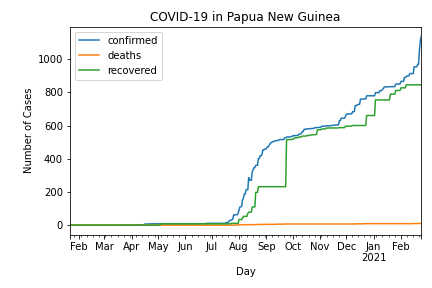 COVID-19 in Papua New Guinea
confirmed
deaths
recovered
Number of Cases
1000
800
600
400
200
0
Feb Mar Apr May Jun Jul Aug Sep Oct Nov Dec Jan Feb
2021
Day